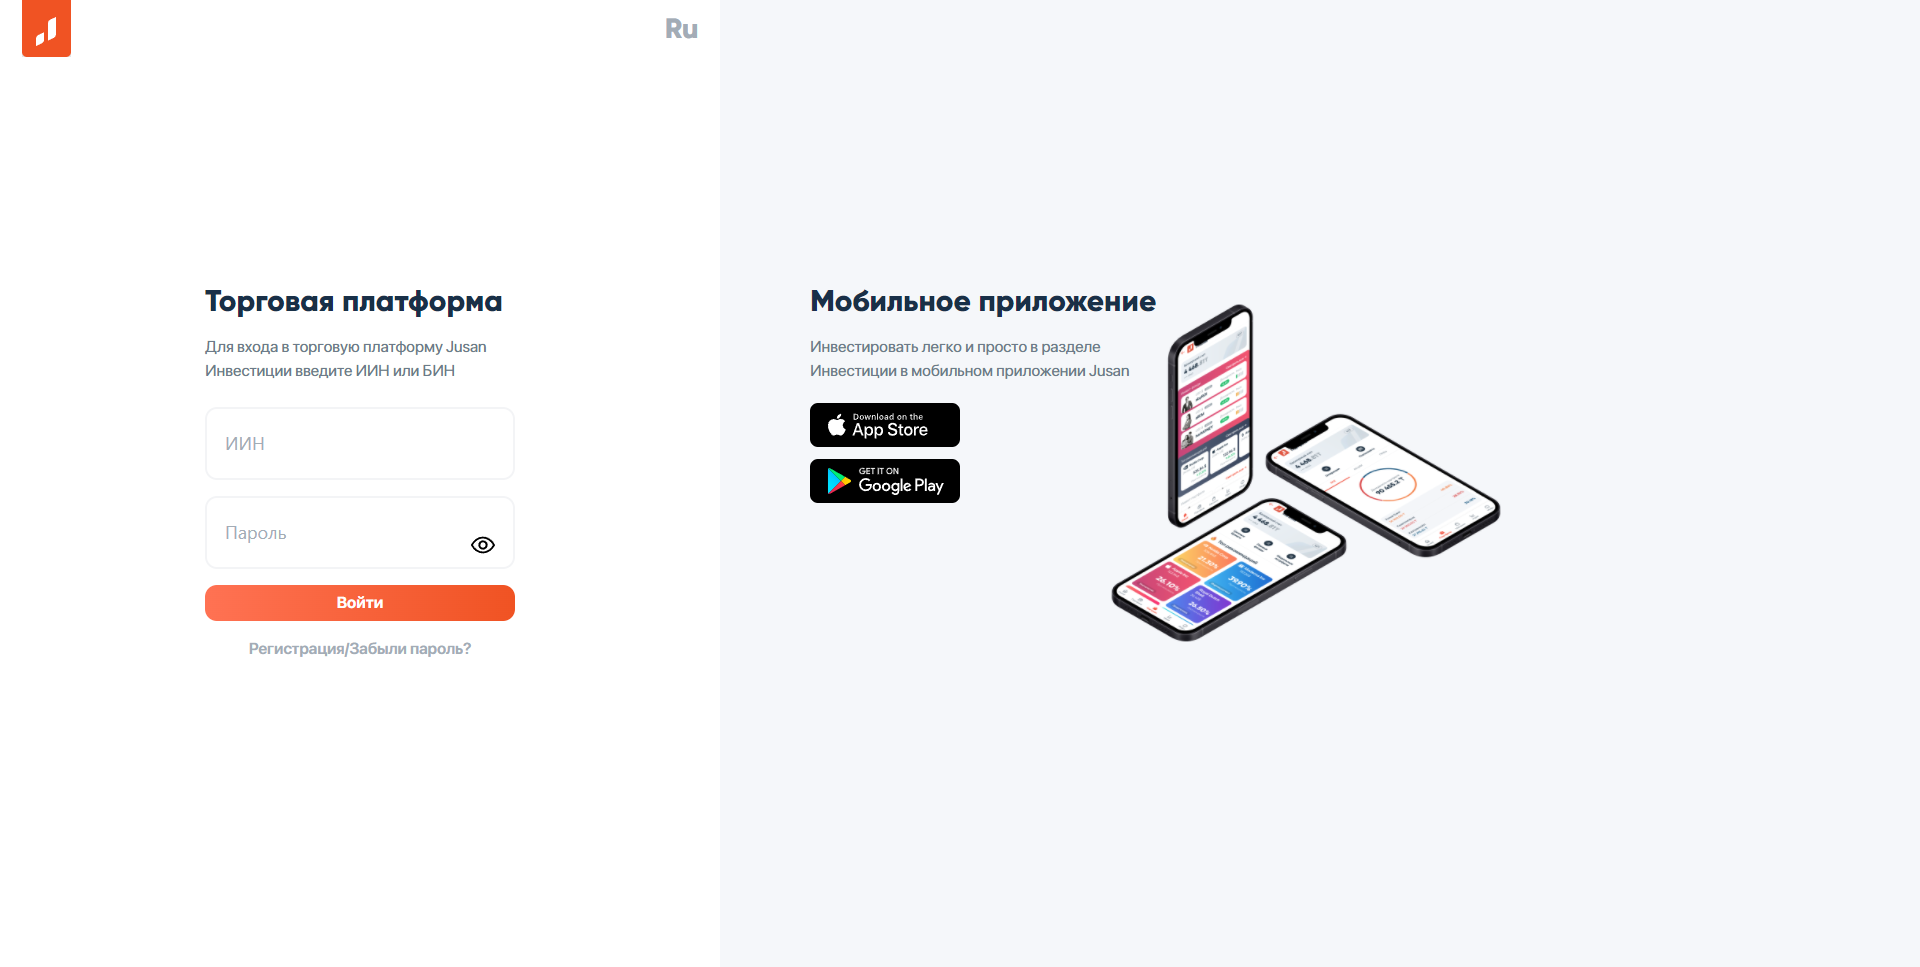 Ru
Торговая платформа
Для входа в торговую платформу Jusan
Инвестиции введите ИИН или БИН
ИИН
Пароль
Войти
Регистрация/Забыли пароль?
Мобильное приложение
Инвестировать легко и просто в разделе
Инвестиции в мобильном приложении Jusan
Download on the
App Store
GET IT ON
Google Play